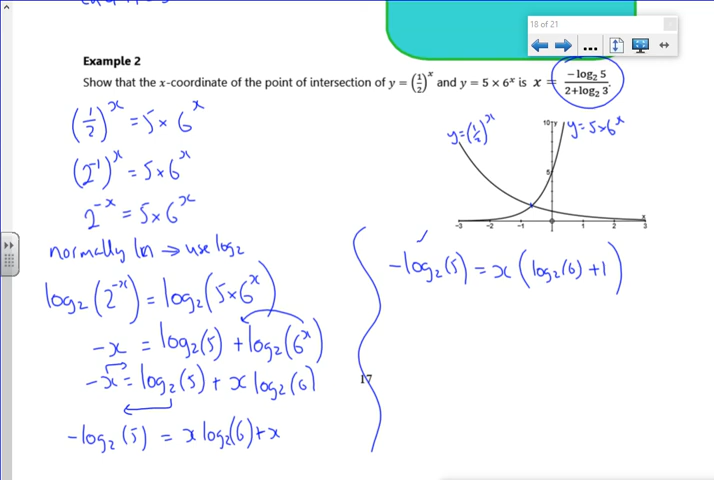 18 of 21
Example 2
Show that the x-coordinate of the point of intersection of y = (1/2)^x and y = 5 × 6^x is x = (−log₂ 5)/(2+log₂ 3).
(1/2)^x = 5 × 6^x
(2^-1)^x = 5 × 6^x
2^-x = 5 × 6^x
normally ln → use log₂
log₂(2^-x) = log₂(5 × 6^x)
-x = log₂(5) + log₂(6^x)
-x = log₂(5) + x log₂(6)
-log₂(5) = x log₂(6) + x
y = (1/2)^x
10 y
y = 5 × 6^x
5
x
-3 -2 -1 0 1 2 3
✓
-log₂(5) = x (log₂(6) + 1)
17